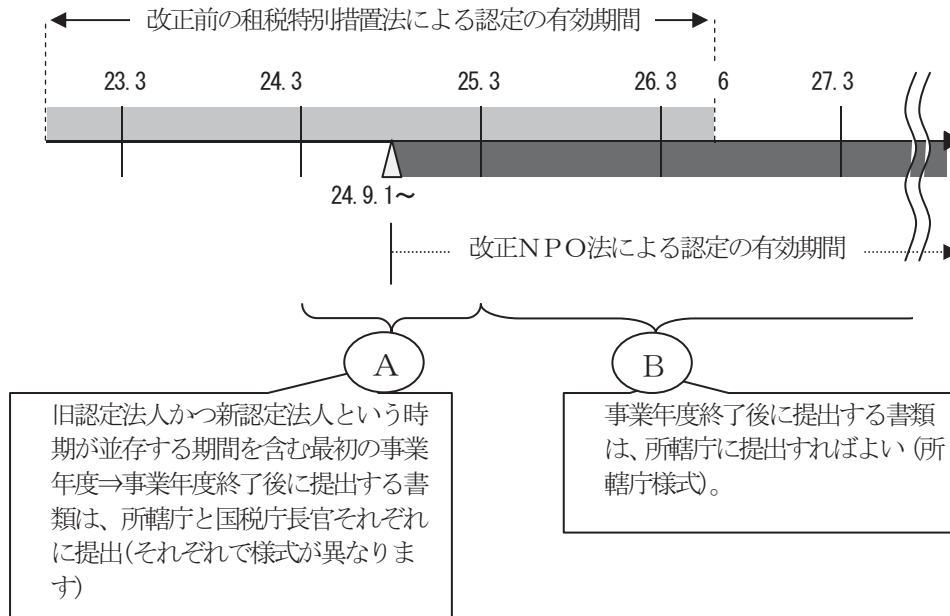 改正前の租税特別措置法による認定の有効期間
23.3 24.3 25.3 26.3 6 27.3
24.9.1～
改正NPO法による認定の有効期間
A
B
旧認定法人かつ新認定法人という時
期が並存する期間を含む最初の事業
年度⇒事業年度終了後に提出する書
類は、所轄庁と国税庁長官それぞれ
に提出(それぞれで様式が異なりま
す)
事業年度終了後に提出する書類
は、所轄庁に提出すればよい(所
轄庁様式)。